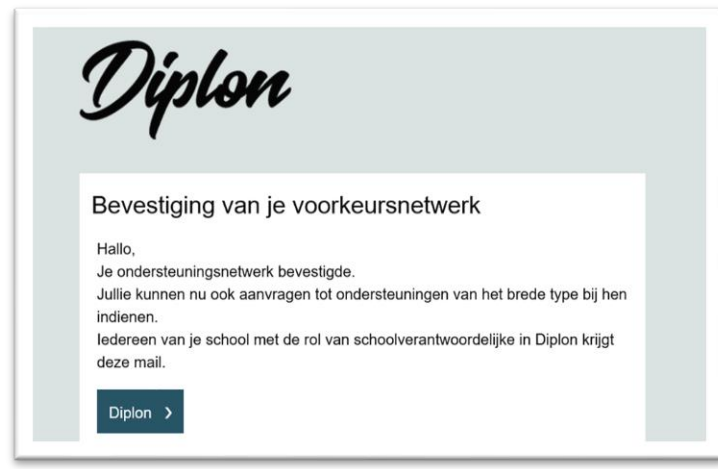 Diplon
Bevestiging van je voorkeursnetwerk
Hallo,
Je ondersteuningsnetwerk bevestigde.
Jullie kunnen nu ook aanvragen tot ondersteuningen van het brede type bij hen
indienen.
Iedereen van je school met de rol van schoolverantwoordelijke in Diplon krijgt
deze mail.
Diplon >